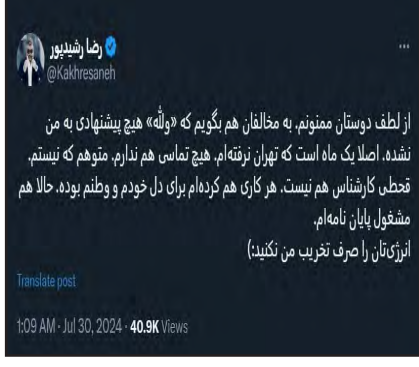 رضا رشیدپور
@Kakhresaneh
از لطف دوستان ممنونم. به مخالفان هم بگویم که «ولله» هیچ پیشنهادی به من
نشده. اصلا یک ماه است که تهران نرفته‌ام. هیچ تماسی هم ندارم. متوهم که نیستم.
قحطی کارشناس هم نیست. هر کاری هم کرده‌ام برای دل خودم و وطنم بوده. حالا هم
مشغول پایان نامه‌ام.
انرژی‌تان را صرف تخریب من نکنید:)
Translate post
1:09 AM · Jul 30, 2024 · 40.9K Views